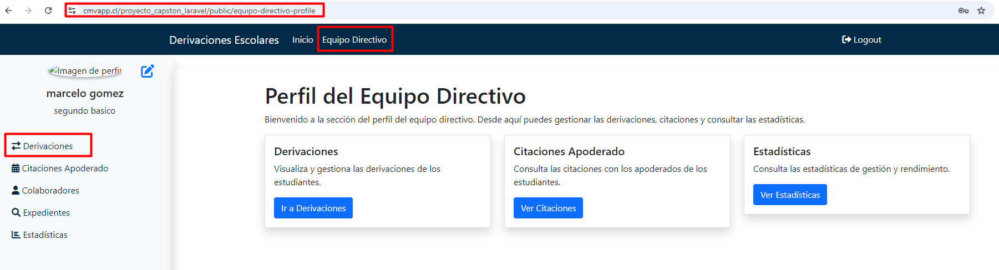 cmvapp.cl/proyecto_capston_laravel/public/equipo-directivo-profile
Derivaciones Escolares Inicio Equipo Directivo Logout
Imagen de perfil
marcelo gomez
segundo basico
Derivaciones
Citaciones Apoderado
Colaboradores
Expedientes
Estadísticas
Perfil del Equipo Directivo
Bienvenido a la sección del perfil del equipo directivo. Desde aquí puedes gestionar las derivaciones, citaciones y consultar las estadísticas.
Derivaciones
Visualiza y gestiona las derivaciones de los
estudiantes.
Ir a Derivaciones
Citaciones Apoderado
Consulta las citaciones con los apoderados de los
estudiantes.
Ver Citaciones
Estadísticas
Consulta las estadísticas de gestión y rendimiento.
Ver Estadísticas